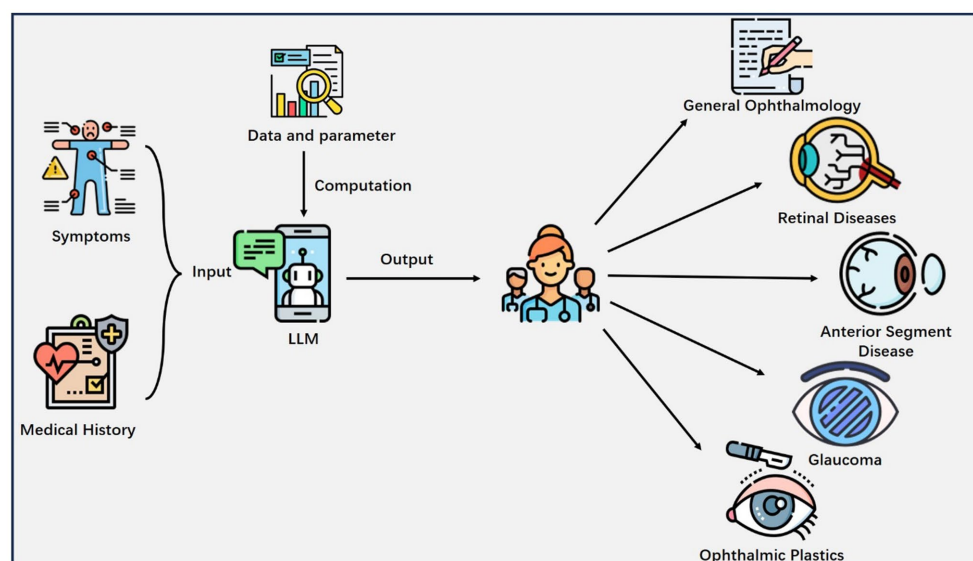 General Ophthalmology
Data and parameter
Computation
Symptoms
Retinal Diseases
Input
Output
LLM
Anterior Segment
Disease
Medical History
Glaucoma
Ophthalmic Plastics